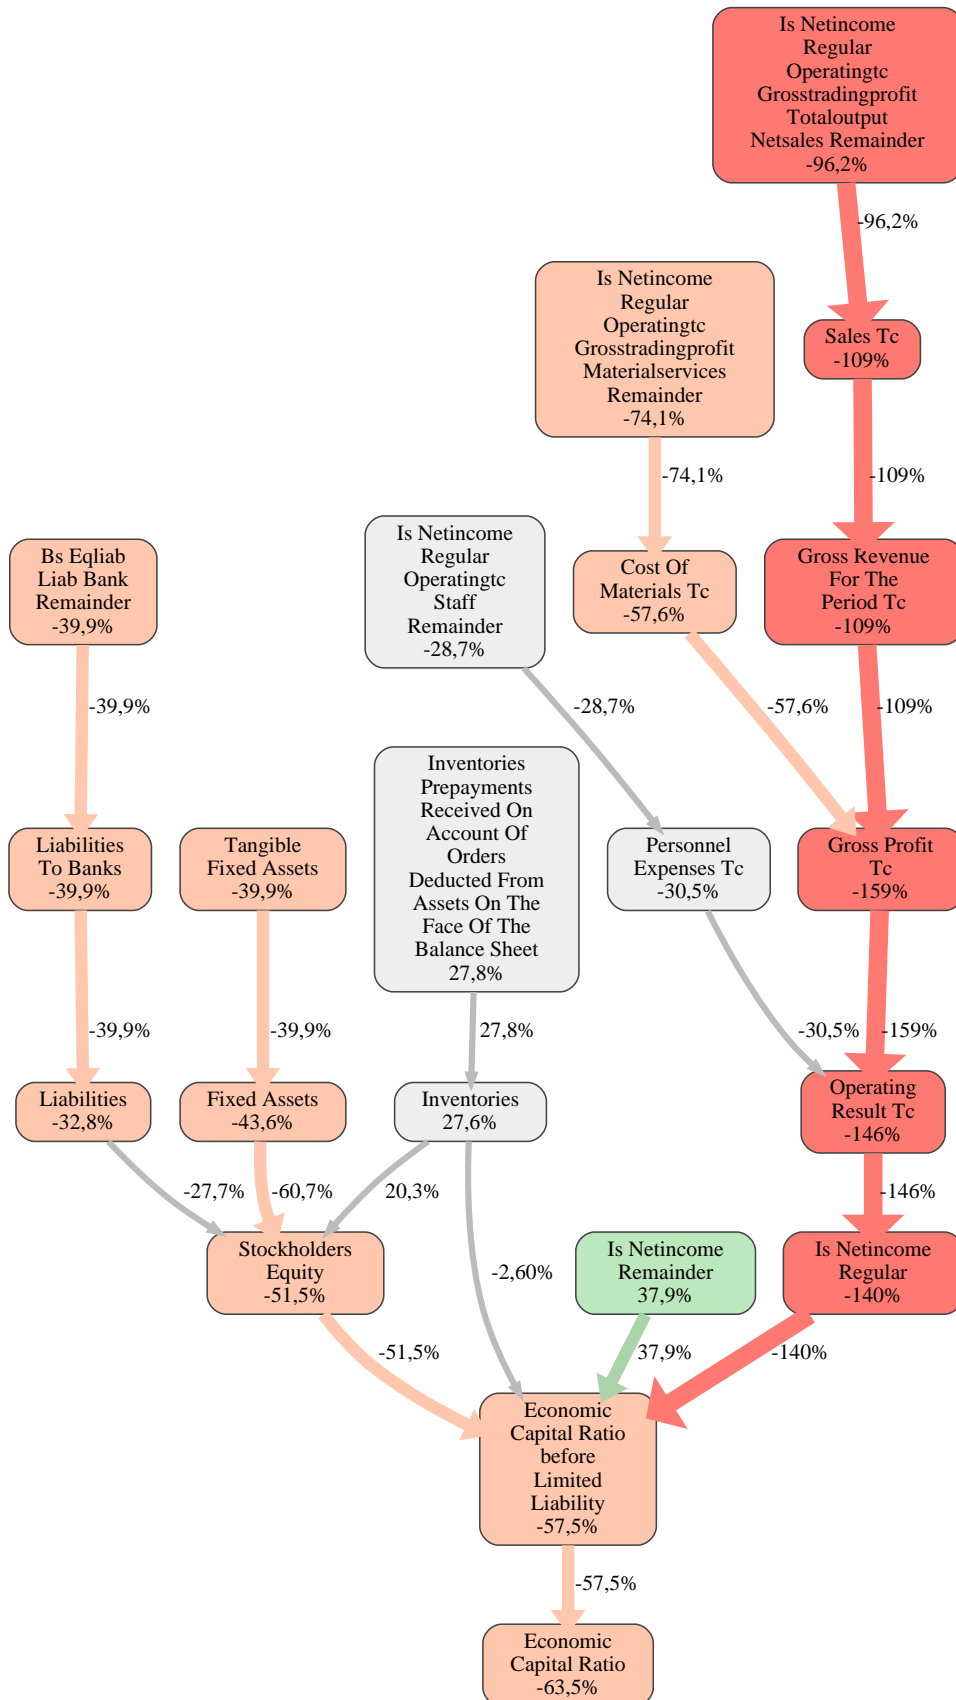 Is Netincome
Regular
Operatingtc
Grosstradingprofit
Totaloutput
Netsales Remainder
-96,2%
-96,2%
Is Netincome
Regular
Operatingtc
Grosstradingprofit
Materialservices
Remainder
-74,1%
Sales Tc
-109%
-74,1%
-109%
Bs Eqliab
Liab Bank
Remainder
-39,9%
Is Netincome
Regular
Operatingtc
Staff
Remainder
-28,7%
Cost Of
Materials Tc
-57,6%
Gross Revenue
For The
Period Tc
-109%
-39,9%
-28,7%
-57,6%
-109%
Inventories
Prepayments
Received On
Account Of
Orders
Deducted From
Assets On The
Face Of The
Balance Sheet
27,8%
Liabilities
To Banks
-39,9%
Tangible
Fixed Assets
-39,9%
Personnel
Expenses Tc
-30,5%
Gross Profit
Tc
-159%
-39,9%
-39,9%
27,8%
-30,5%
-159%
Liabilities
-32,8%
Fixed Assets
-43,6%
Inventories
27,6%
Operating
Result Tc
-146%
-27,7%
-60,7%
20,3%
-146%
Stockholders
Equity
-51,5%
-2,60%
Is Netincome
Remainder
37,9%
Is Netincome
Regular
-140%
-51,5%
37,9%
-140%
Economic
Capital Ratio
before
Limited
Liability
-57,5%
-57,5%
Economic
Capital Ratio
-63,5%